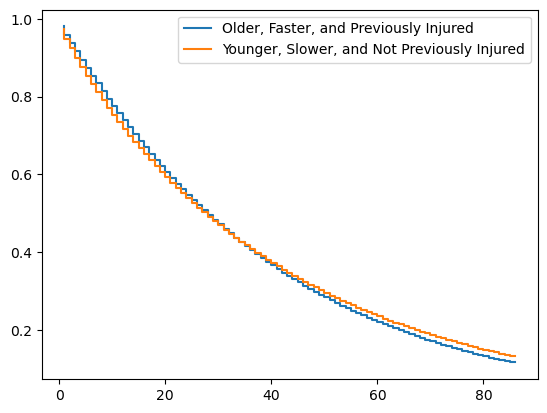 1.0
0.8
0.6
0.4
0.2
0 20 40 60 80
Older, Faster, and Previously Injured
Younger, Slower, and Not Previously Injured